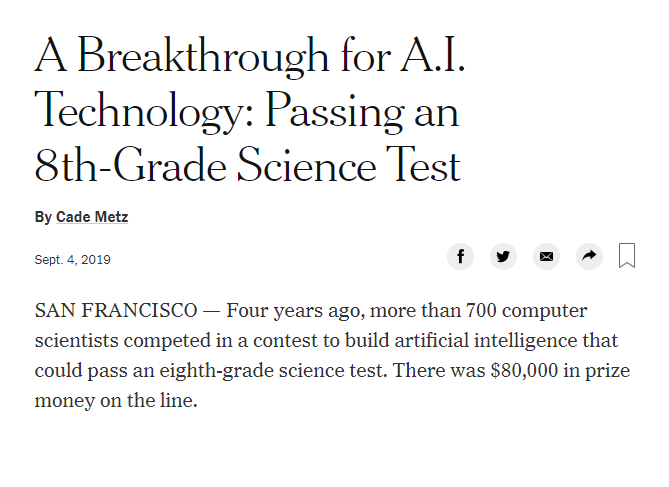 A Breakthrough for A.I.
Technology: Passing an
8th-Grade Science Test
By Cade Metz
Sept. 4, 2019
SAN FRANCISCO — Four years ago, more than 700 computer
scientists competed in a contest to build artificial intelligence that
could pass an eighth-grade science test. There was $80,000 in prize
money on the line.